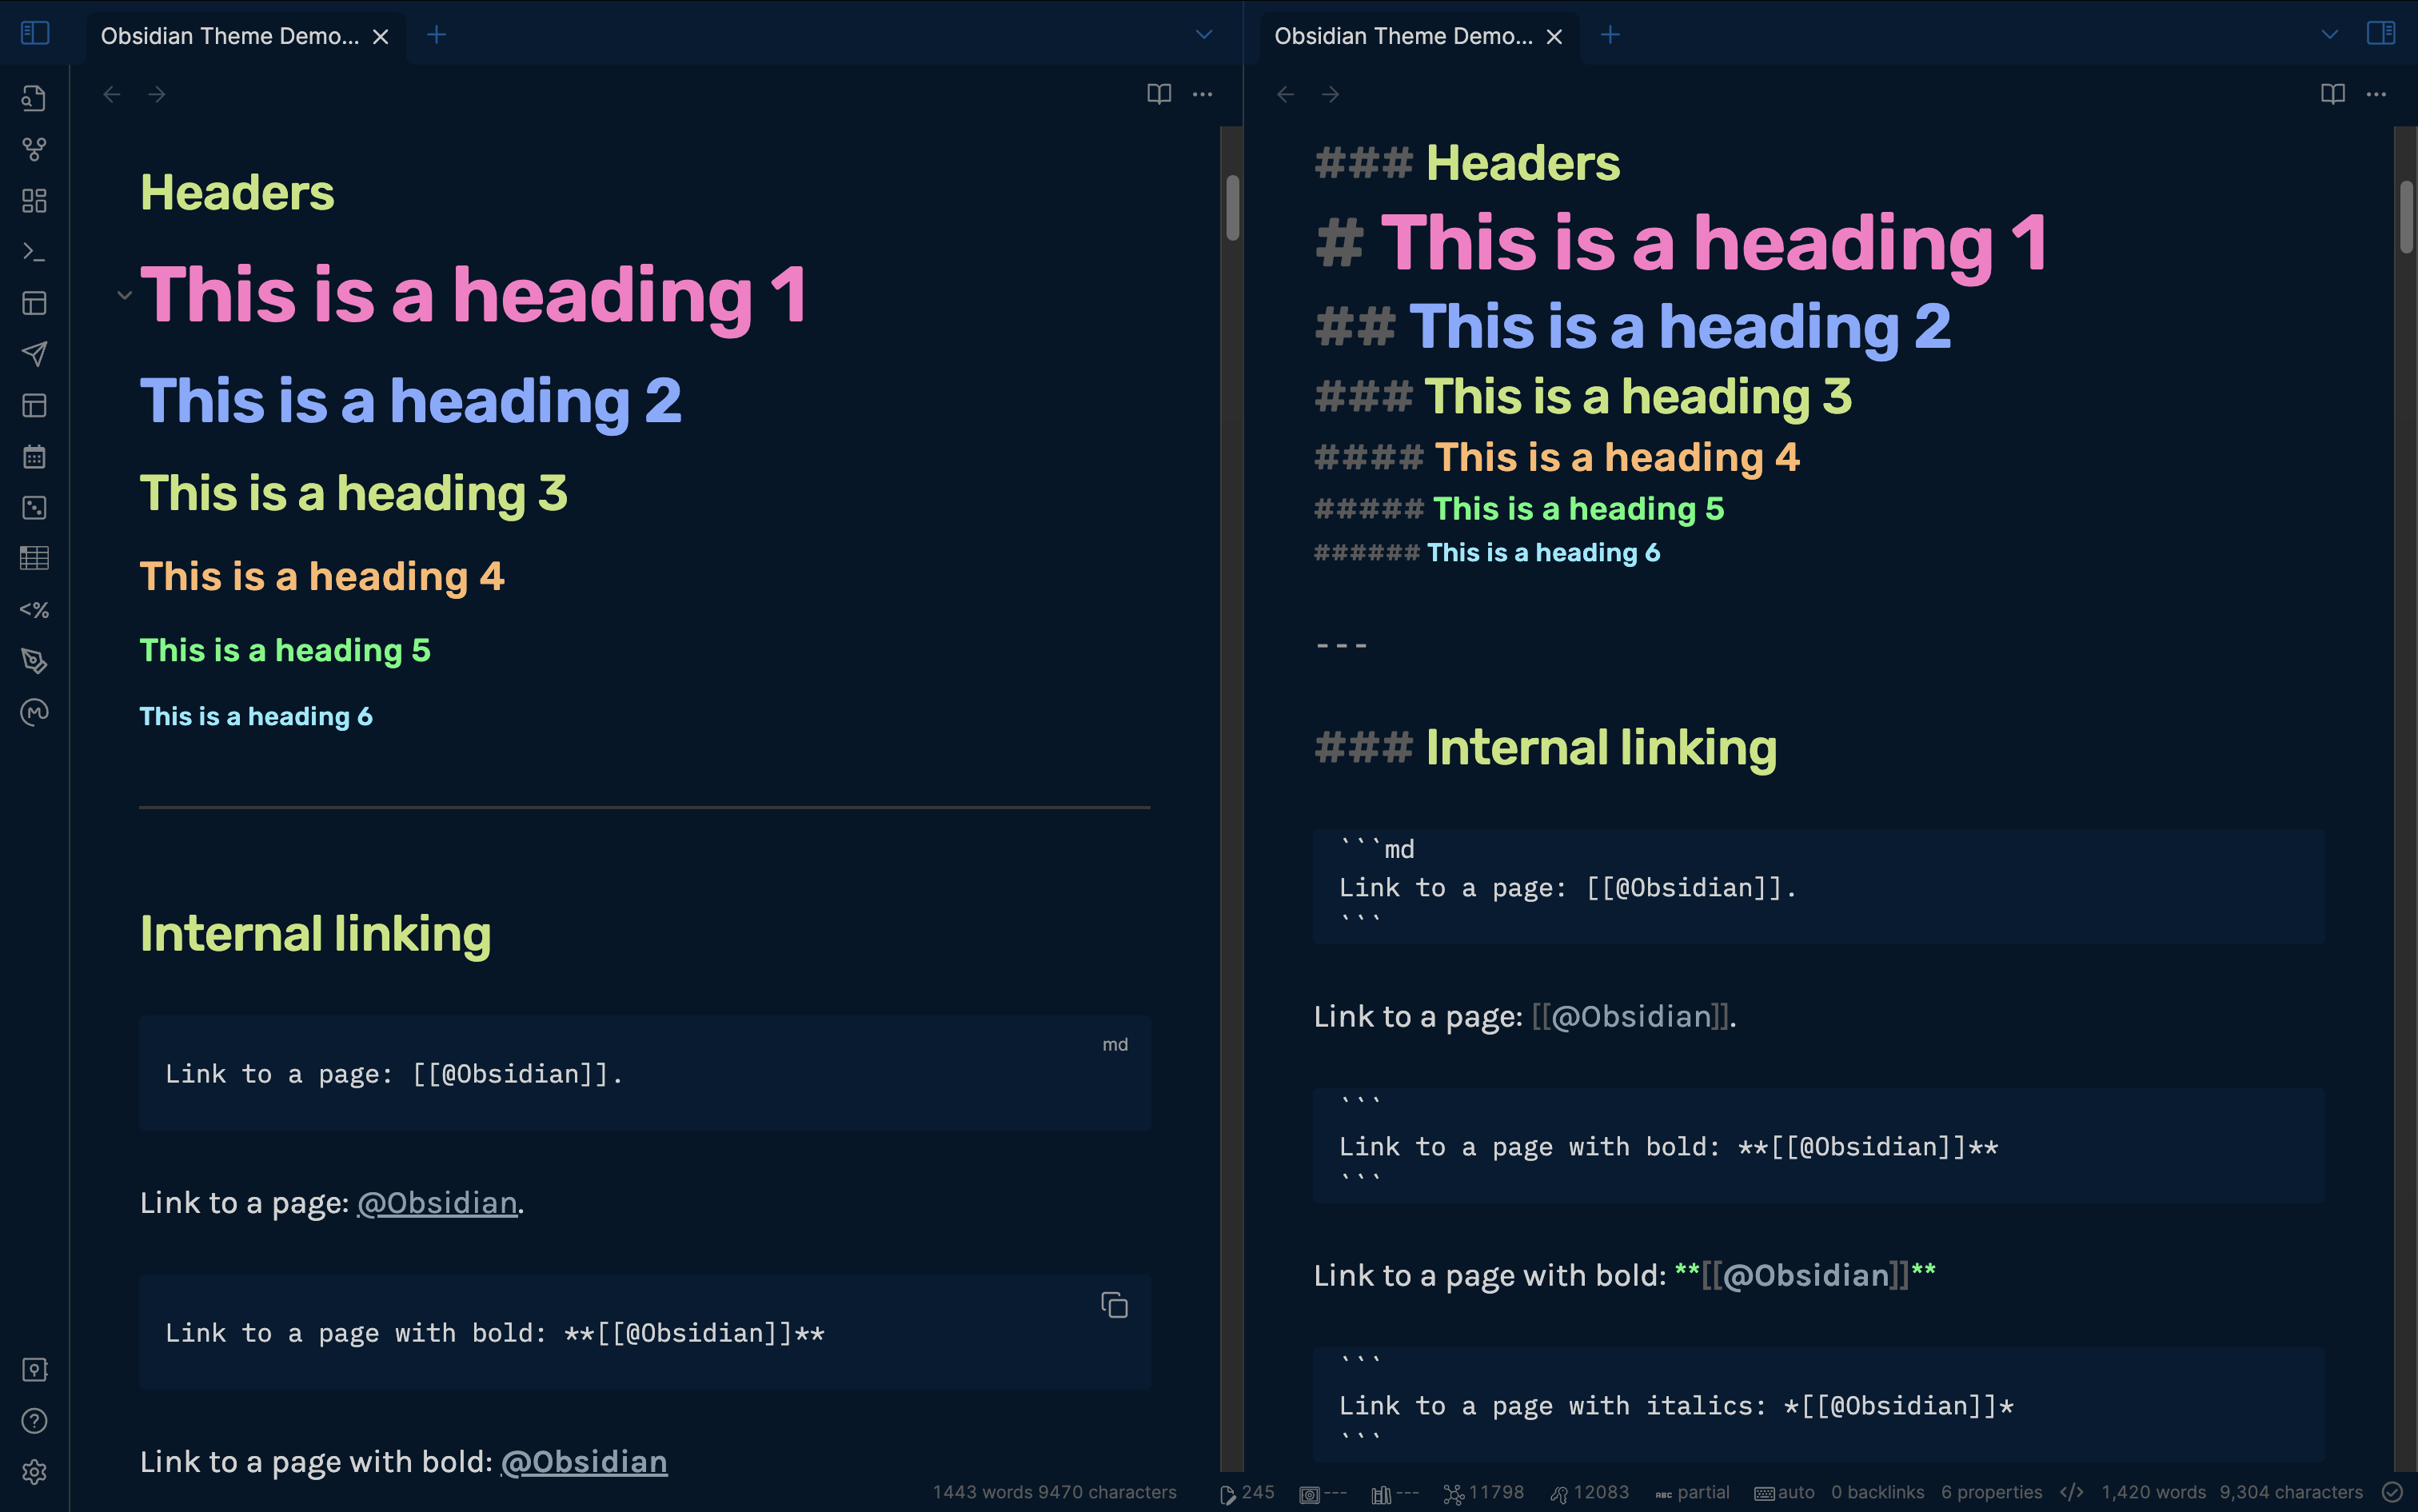 Obsidian Theme Demo...
Obsidian Theme Demo...
<%
Headers
This is a heading 1
This is a heading 2
This is a heading 3
This is a heading 4
This is a heading 5
This is a heading 6
Internal linking
md
Link to a page: [[@Obsidian]].
Link to a page: @Obsidian.
Link to a page with bold: **[[@Obsidian]]**
Link to a page with bold: @Obsidian
### Headers
# This is a heading 1
## This is a heading 2
### This is a heading 3
#### This is a heading 4
##### This is a heading 5
###### This is a heading 6
---
### Internal linking
```md
Link to a page: [[@Obsidian]].
```
Link to a page: [[@Obsidian]].
```
Link to a page with bold: **[[@Obsidian]]**
```
Link to a page with bold: **[[@Obsidian]]**
```
Link to a page with italics: *[[@Obsidian]]*
```
1443 words 9470 characters 245 --- --- 11798 12083 ABC partial auto 0 backlinks 6 properties </> 1,420 words 9,304 characters